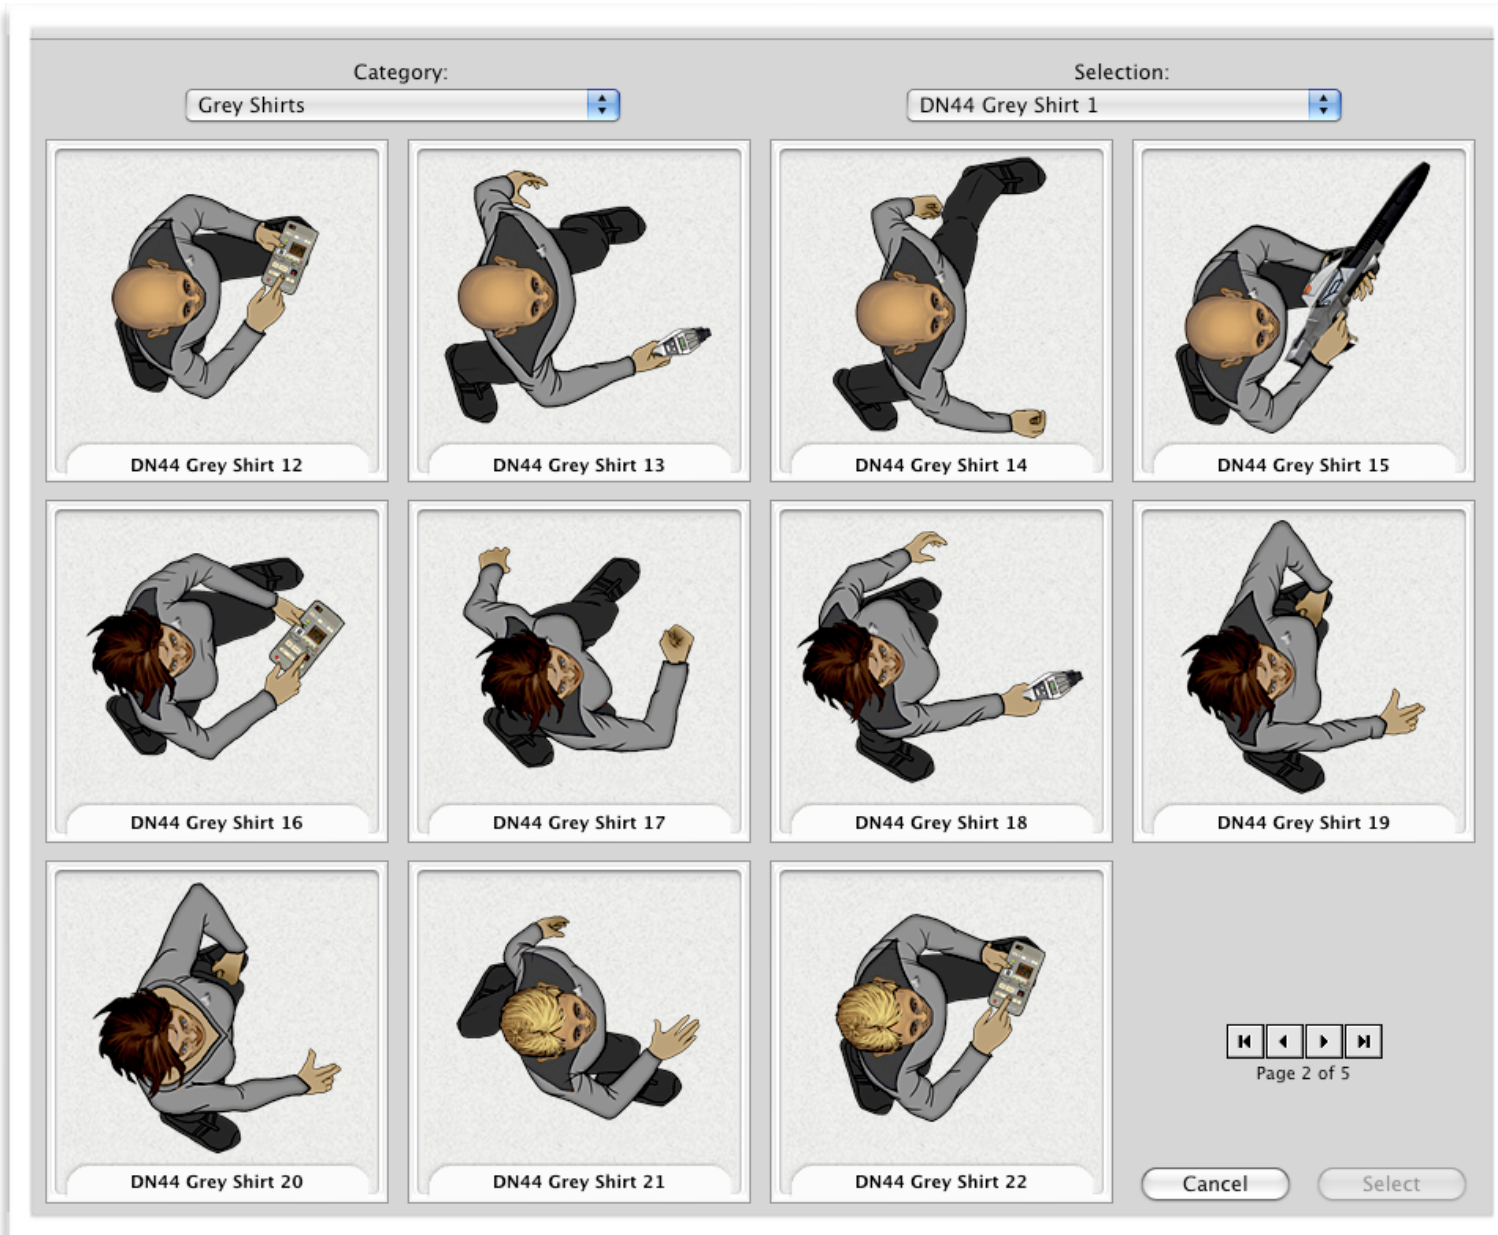 Category:
Selection:
Grey Shirts
DN44 Grey Shirt 1
DN44 Grey Shirt 12
DN44 Grey Shirt 13
DN44 Grey Shirt 14
DN44 Grey Shirt 15
DN44 Grey Shirt 16
DN44 Grey Shirt 17
DN44 Grey Shirt 18
DN44 Grey Shirt 19
DN44 Grey Shirt 20
DN44 Grey Shirt 21
DN44 Grey Shirt 22
Page 2 of 5
Cancel
Select